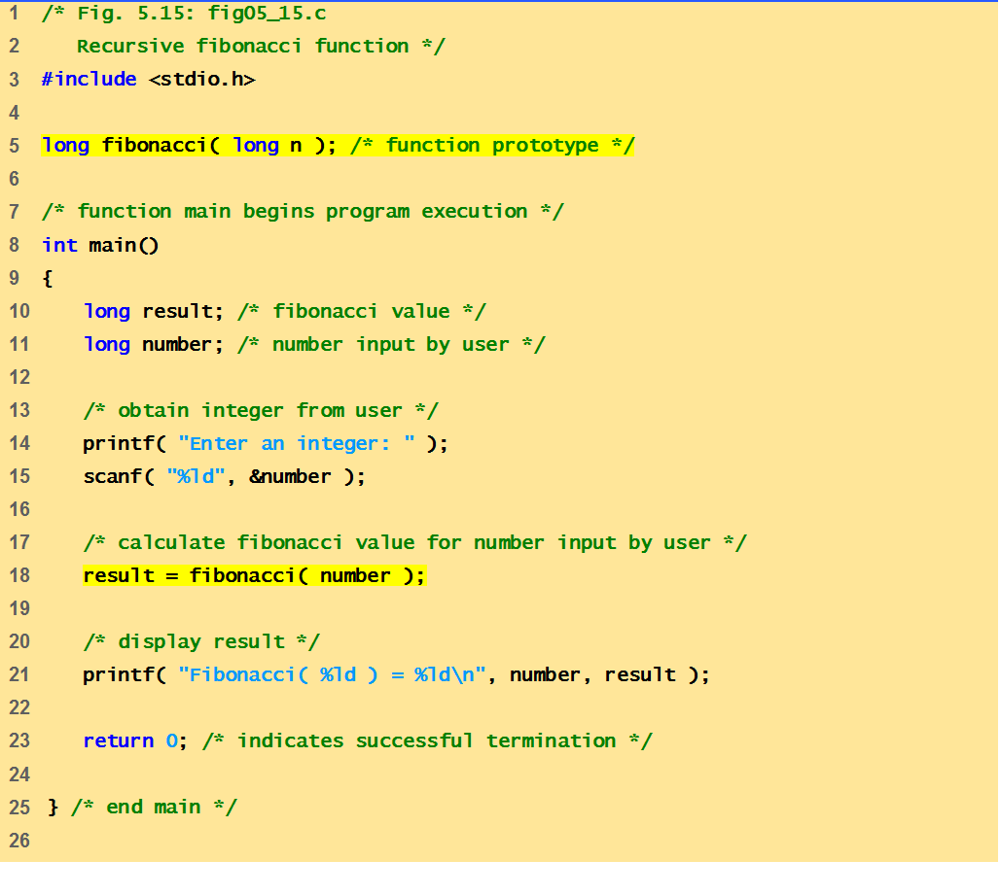 1 /* Fig. 5.15: fig05_15.c
2 Recursive fibonacci function */
3 #include <stdio.h>
4
5 long fibonacci( long n ); /* function prototype */
6
7 /* function main begins program execution */
8 int main()
9 {
10 long result; /* fibonacci value */
11 long number; /* number input by user */
12
13 /* obtain integer from user */
14 printf( "Enter an integer: " );
15 scanf( "%ld", &number );
16
17 /* calculate fibonacci value for number input by user */
18 result = fibonacci( number );
19
20 /* display result */
21 printf( "Fibonacci( %ld ) = %ld\n", number, result );
22
23 return 0; /* indicates successful termination */
24
25 } /* end main */
26